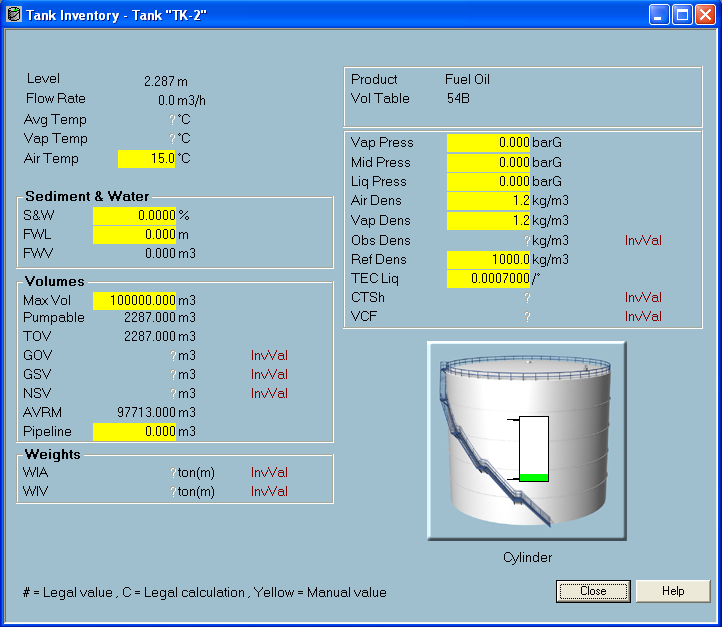 Tank Inventory - Tank "TK-2"
Level 2.287 m
Flow Rate 0.0 m3/h
Avg Temp ? °C
Vap Temp ? °C
Air Temp 15.0 °C
Sediment & Water
S&W 0.0000 %
FWL 0.000 m
FWV 0.000 m3
Volumes
Max Vol 100000.000 m3
Pumpable 2287.000 m3
TOV 2287.000 m3
GOV ? m3 InvVal
GSV ? m3 InvVal
NSV ? m3 InvVal
AVRM 97713.000 m3
Pipeline 0.000 m3
Weights
WIA ? ton(m) InvVal
WIV ? ton(m) InvVal
Product Fuel Oil
Vol Table 54B
Vap Press 0.000 barG
Mid Press 0.000 barG
Liq Press 0.000 barG
Air Dens 1.2 kg/m3
Vap Dens 1.2 kg/m3
Obs Dens ? kg/m3 InvVal
Ref Dens 1000.0 kg/m3
TEC Liq 0.0007000 /°
CTSh ? InvVal
VCF ? InvVal
Cylinder
# = Legal value , C = Legal calculation , Yellow = Manual value
Close Help